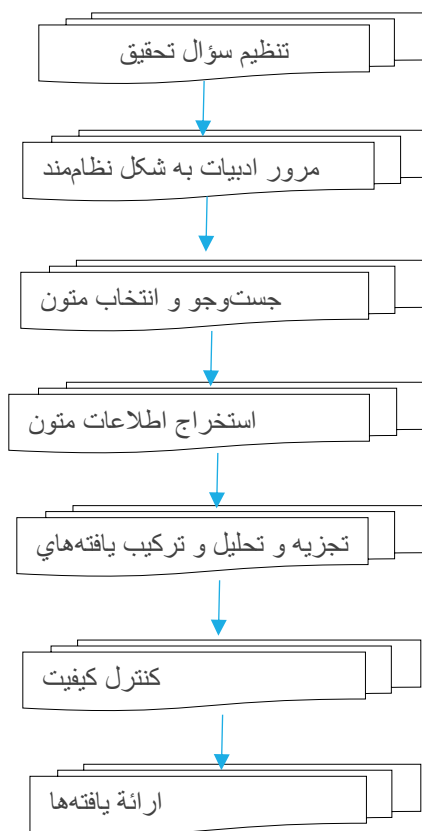 تنظیم سؤال تحقیق
مرور ادبیات به شکل نظام‌مند
جست‌وجو و انتخاب متون
استخراج اطلاعات متون
تجزیه و تحلیل و ترکیب یافته‌هاي
کنترل کیفیت
ارائة یافته‌ها